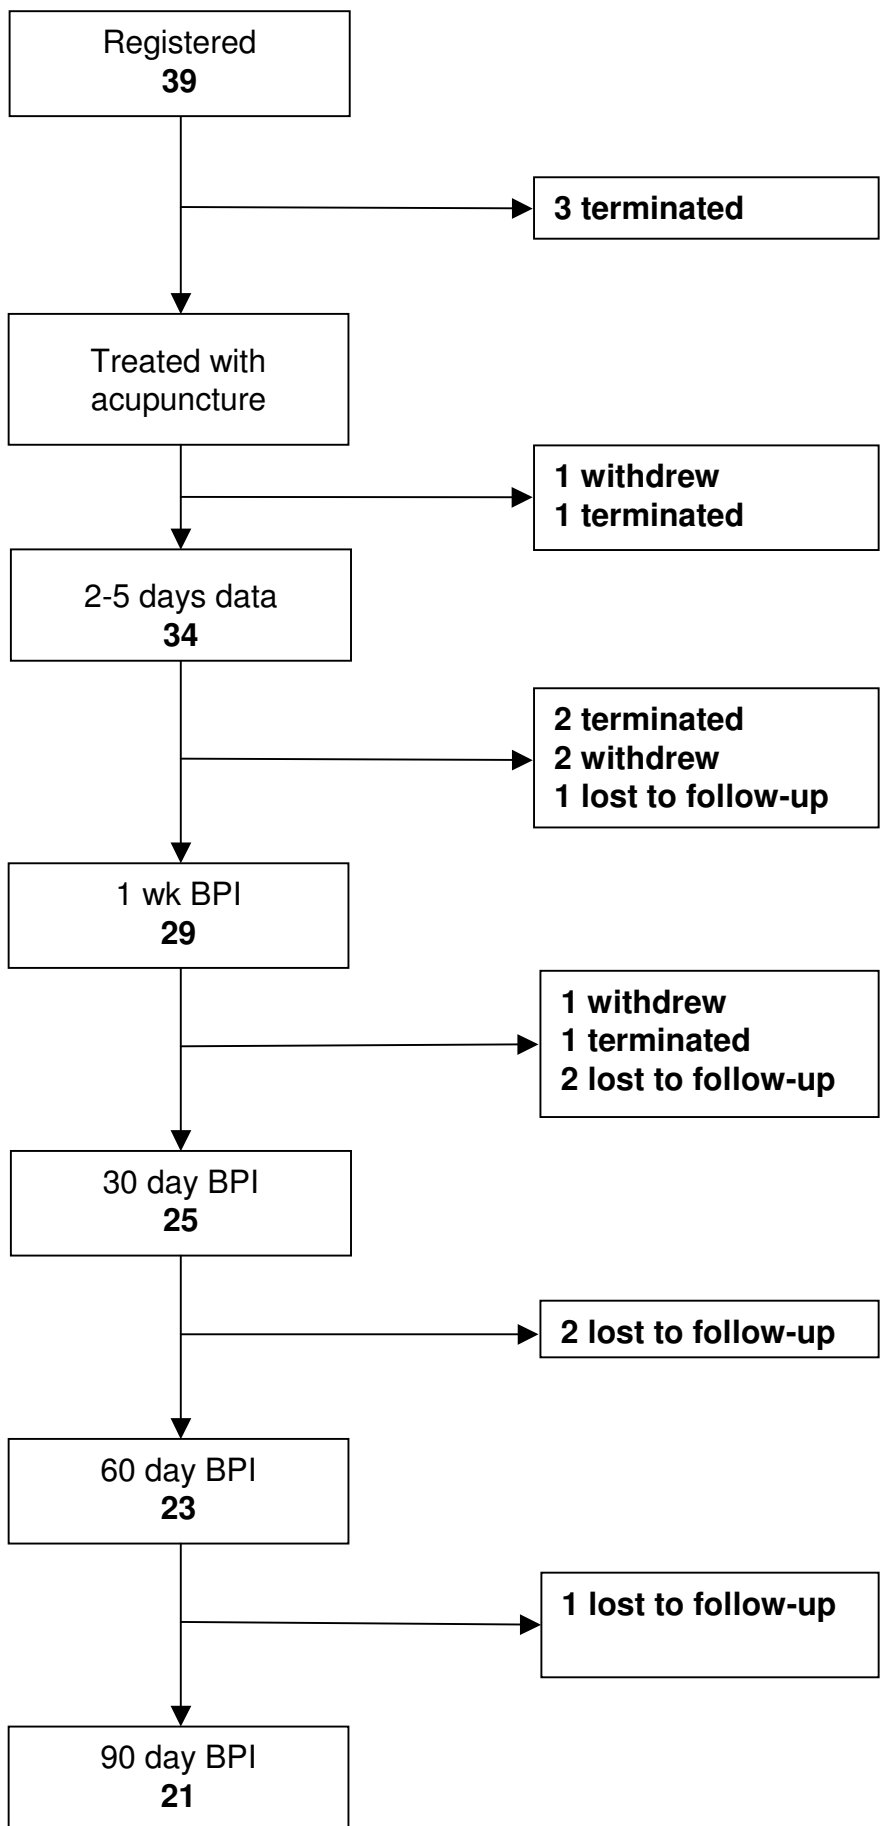 Registered
39
3 terminated
Treated with
acupuncture
1 withdrew
1 terminated
2-5 days data
34
2 terminated
2 withdrew
1 lost to follow-up
1 wk BPI
29
1 withdrew
1 terminated
2 lost to follow-up
30 day BPI
25
2 lost to follow-up
60 day BPI
23
1 lost to follow-up
90 day BPI
21